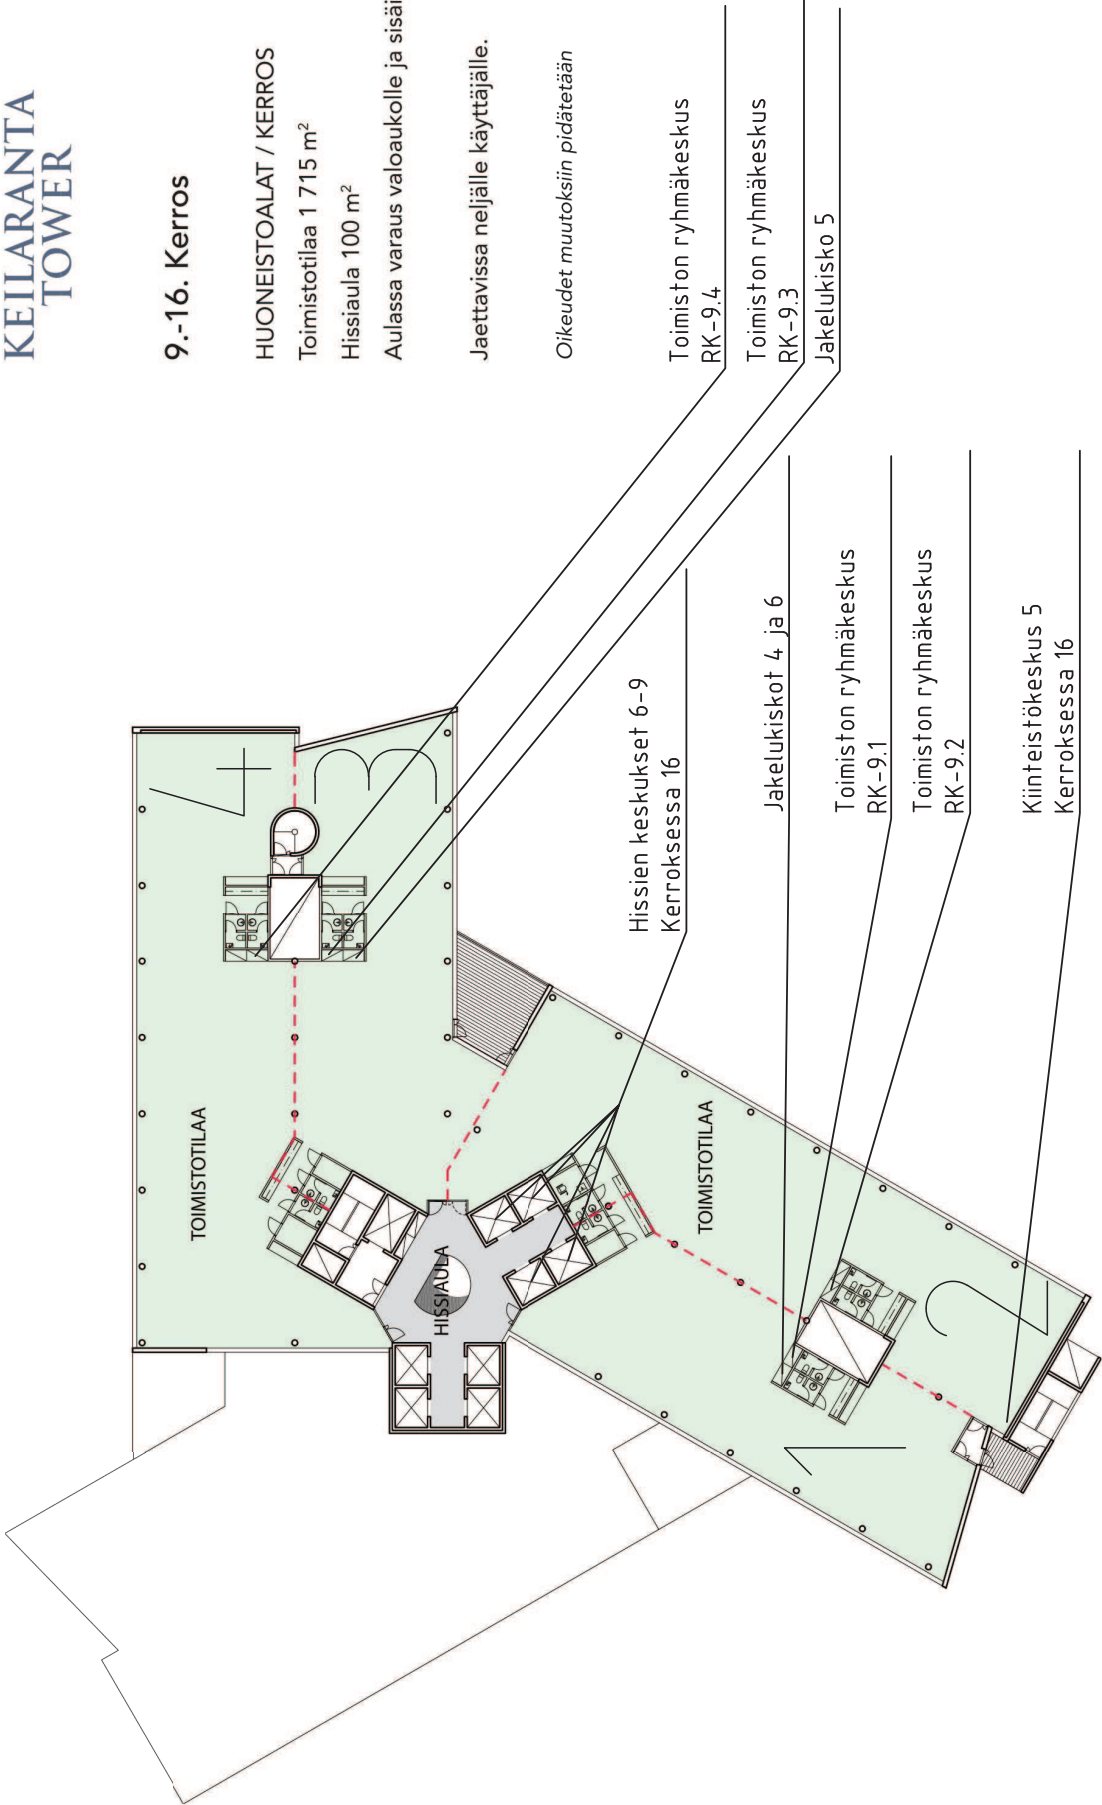 KEILARANTA
TOWER
9.-16. Kerros
HUONEISTOALAT / KERROS
Toimistotilaa 1 715 m²
Hissiaula 100 m²
Aulassa varaus valoaukolle ja
Jaettavissa neljälle käyttäjälle.
Oikeudet muutoksiin pidätetään
Toimiston ryhmäkeskus
RK-9.4
Toimiston ryhmäkeskus
RK-9.3
Jakelukisko 5
Hissien keskukset 6-9
Kerroksessa 16
Jakelukiskot 4 ja 6
Toimiston ryhmäkeskus
RK-9.1
Toimiston ryhmäkeskus
RK-9.2
Kiinteistökeskus 5
Kerroksessa 16
TOIMISTOTILAA
HISSIAULA
TOIMISTOTILAA
4
3
1
2